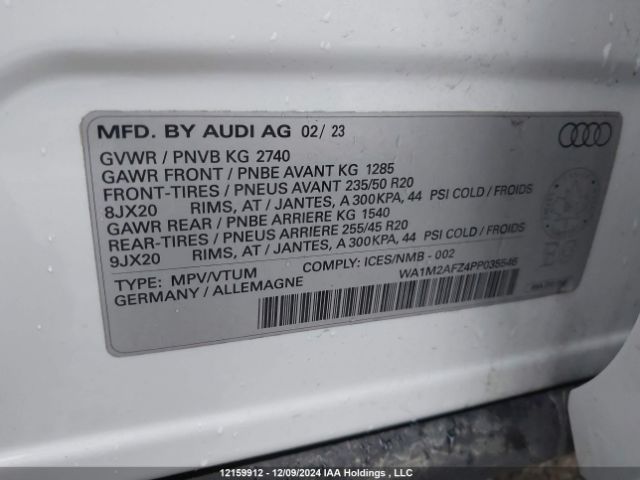 MFD. BY AUDI AG 02/ 23
GVWR / PNVB KG 2740
GAWR FRONT / PNBE AVANT KG 1285
FRONT-TIRES / PNEUS AVANT 235/50 R20
8JX20 RIMS, AT / JANTES, A 300KPA, 44 PSI COLD / FROIDS
GAWR REAR / PNBE ARRIERE KG 1540
REAR-TIRES / PNEUS ARRIERE 255/45 R20
9JX20 RIMS, AT / JANTES, A 300KPA, 44 PSI COLD / FROIDS
COMPLY: ICES/NMB - 002
TYPE: MPV/VTUM WA1M2AFZ4PP035546
GERMANY / ALLEMAGNE
12159912 - 12/09/2024 IAA Holdings , LLC